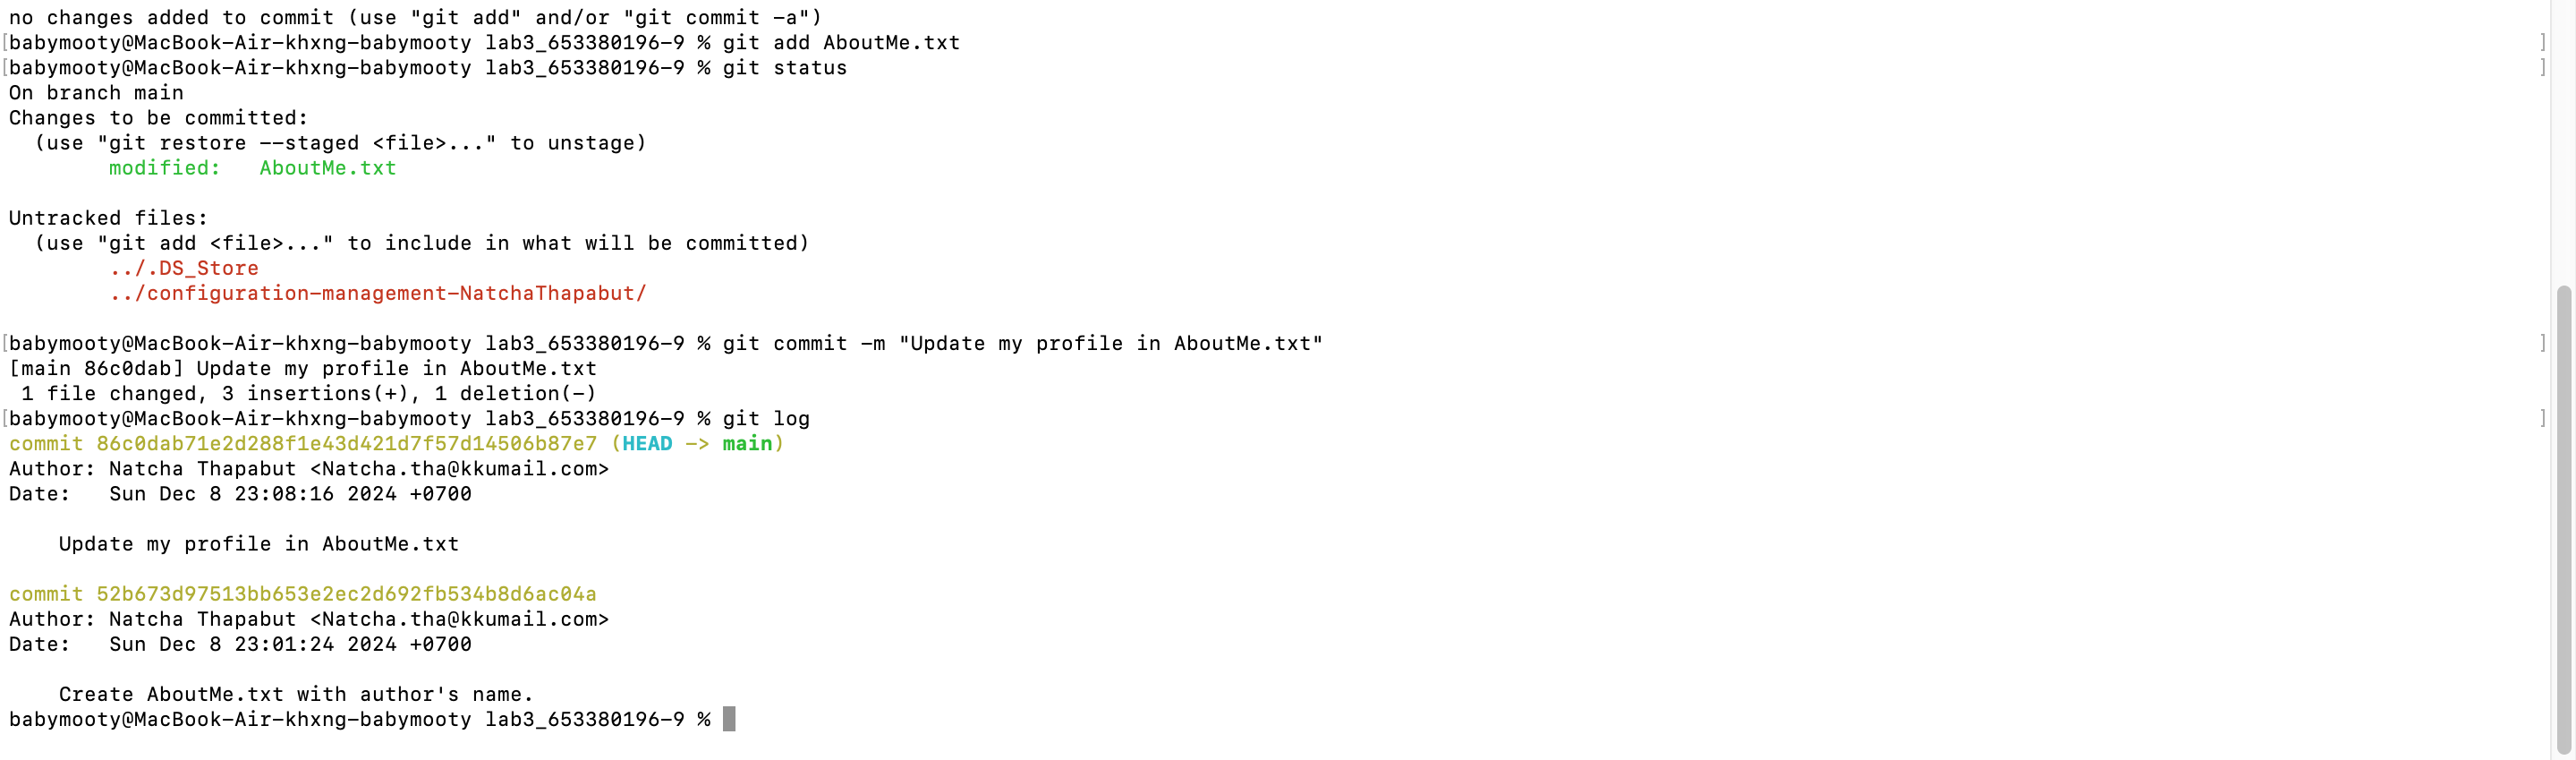 no changes added to commit (use "git add" and/or "git commit -a")
[babymooty@MacBook-Air-khxng-babymooty lab3_653380196-9 % git add AboutMe.txt ]
[babymooty@MacBook-Air-khxng-babymooty lab3_653380196-9 % git status ]
On branch main
Changes to be committed:
  (use "git restore --staged <file>..." to unstage)
        modified:   AboutMe.txt

Untracked files:
  (use "git add <file>..." to include in what will be committed)
        ../.DS_Store
        ../configuration-management-NatchaThapabut/

[babymooty@MacBook-Air-khxng-babymooty lab3_653380196-9 % git commit -m "Update my profile in AboutMe.txt" ]
[main 86c0dab] Update my profile in AboutMe.txt
 1 file changed, 3 insertions(+), 1 deletion(-)
[babymooty@MacBook-Air-khxng-babymooty lab3_653380196-9 % git log ]
commit 86c0dab71e2d288f1e43d421d7f57d14506b87e7 (HEAD -> main)
Author: Natcha Thapabut <Natcha.tha@kkumail.com>
Date:   Sun Dec 8 23:08:16 2024 +0700

    Update my profile in AboutMe.txt

commit 52b673d97513bb653e2ec2d692fb534b8d6ac04a
Author: Natcha Thapabut <Natcha.tha@kkumail.com>
Date:   Sun Dec 8 23:01:24 2024 +0700

    Create AboutMe.txt with author's name.
babymooty@MacBook-Air-khxng-babymooty lab3_653380196-9 %